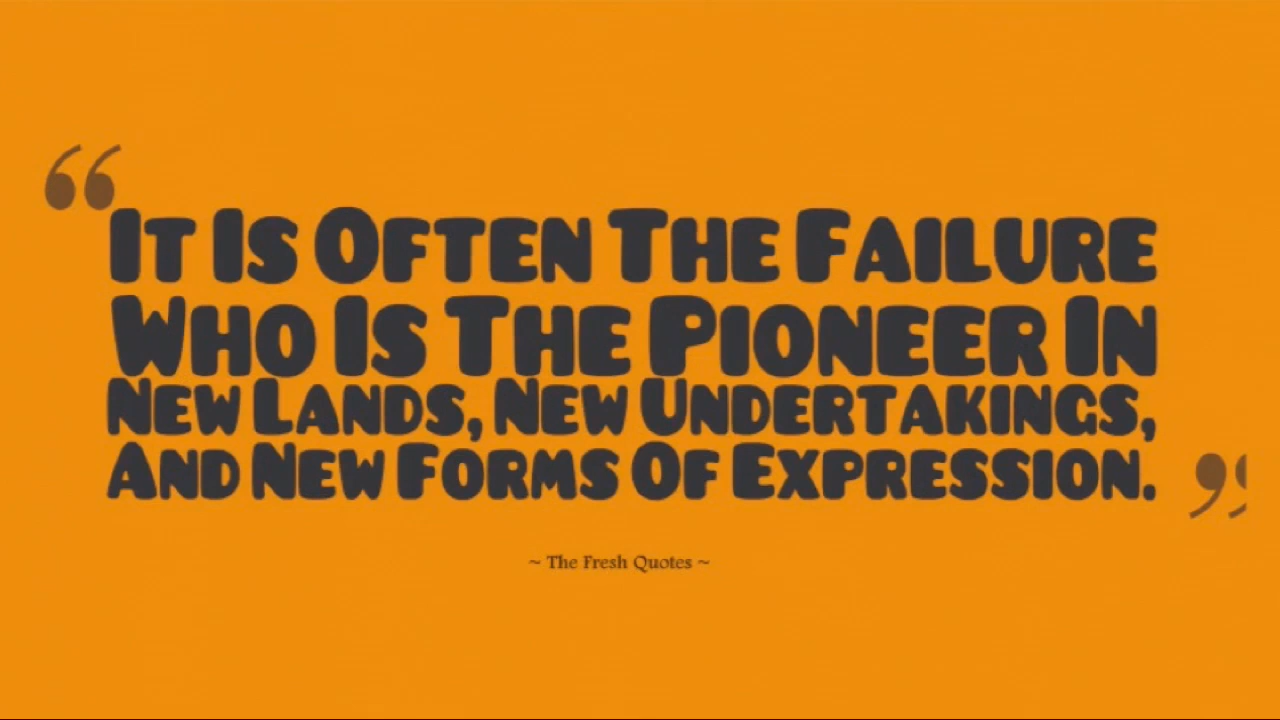 “It Is Often The Failure
Who Is The Pioneer In
New Lands, New Undertakings,
And New Forms Of Expression.”
~ The Fresh Quotes ~